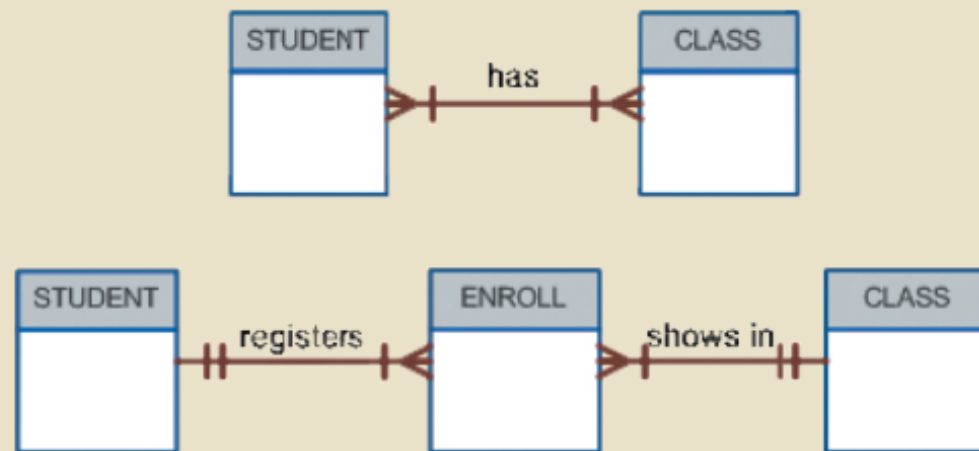 STUDENT
has
CLASS
STUDENT
registers
ENROLL
shows in
CLASS